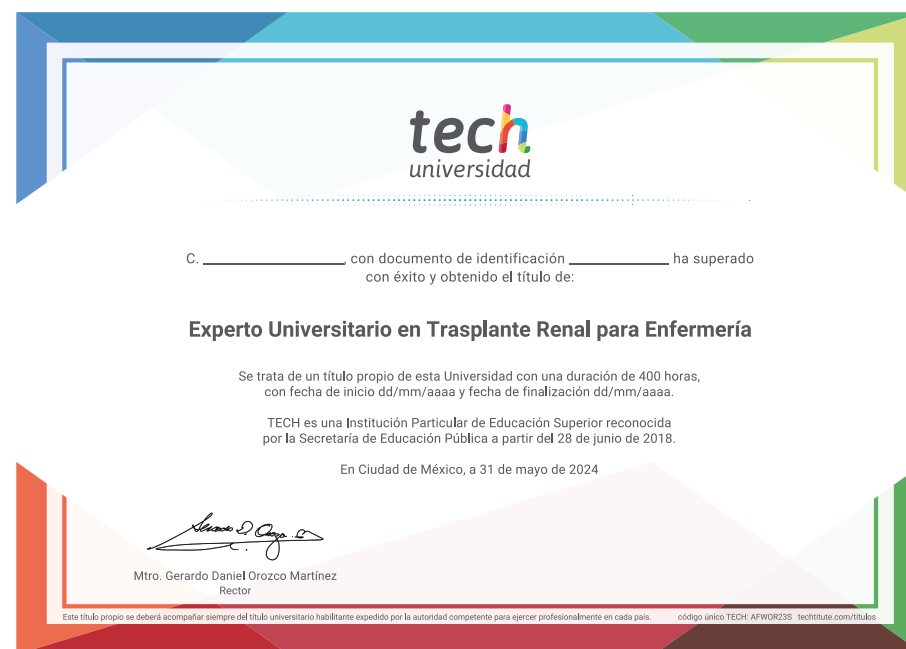 tech
universidad
C. ____________________, con documento de identificación ______________ ha superado
con éxito y obtenido el título de:
Experto Universitario en Trasplante Renal para Enfermería
Se trata de un título propio de esta Universidad con una duración de 400 horas,
con fecha de inicio dd/mm/aaaa y fecha de finalización dd/mm/aaaa.
TECH es una Institución Particular de Educación Superior reconocida
por la Secretaría de Educación Pública a partir del 28 de junio de 2018.
En Ciudad de México, a 31 de mayo de 2024
Mtro. Gerardo Daniel Orozco Martínez
Rector
Este título propio se deberá acompañar siempre del título universitario habilitante expedido por la autoridad competente para ejercer profesionalmente en cada país. código único TECH: AFWOR23S techtitute.com/titulos